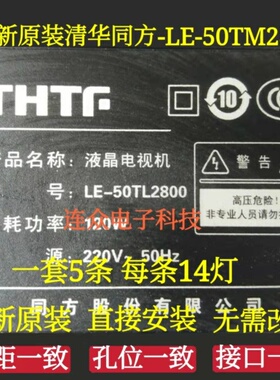 新原装清华同方-LE-50TM2
THTF
10
产品名称：液晶电视机
警告
号：LE-50TL2800
高压危险！
人员请勿
耗功率：120W
连众电子科技
源：220V~50Hz
一套5条 每条14灯
同方股份有限公司
新原装 直接安装 无需改
距一致 孔位一致 接口一